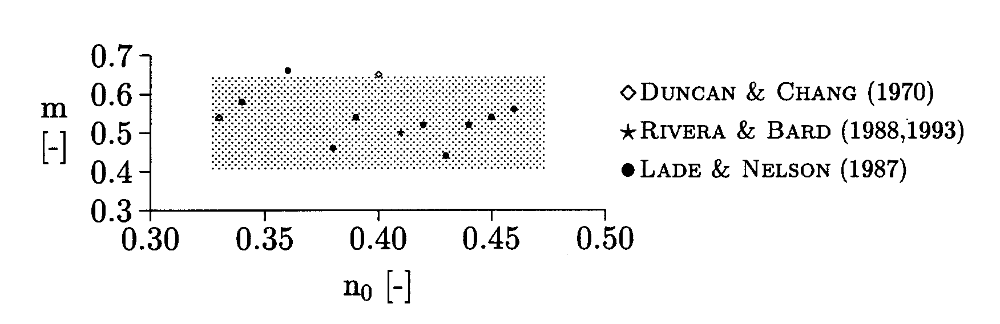 0.7
0.6
0.5
0.4
0.3
m
[-]
0.30 0.35 0.40 0.45 0.50
n₀ [-]
DUNCAN & CHANG (1970)
RIVERA & BARD (1988,1993)
LADE & NELSON (1987)